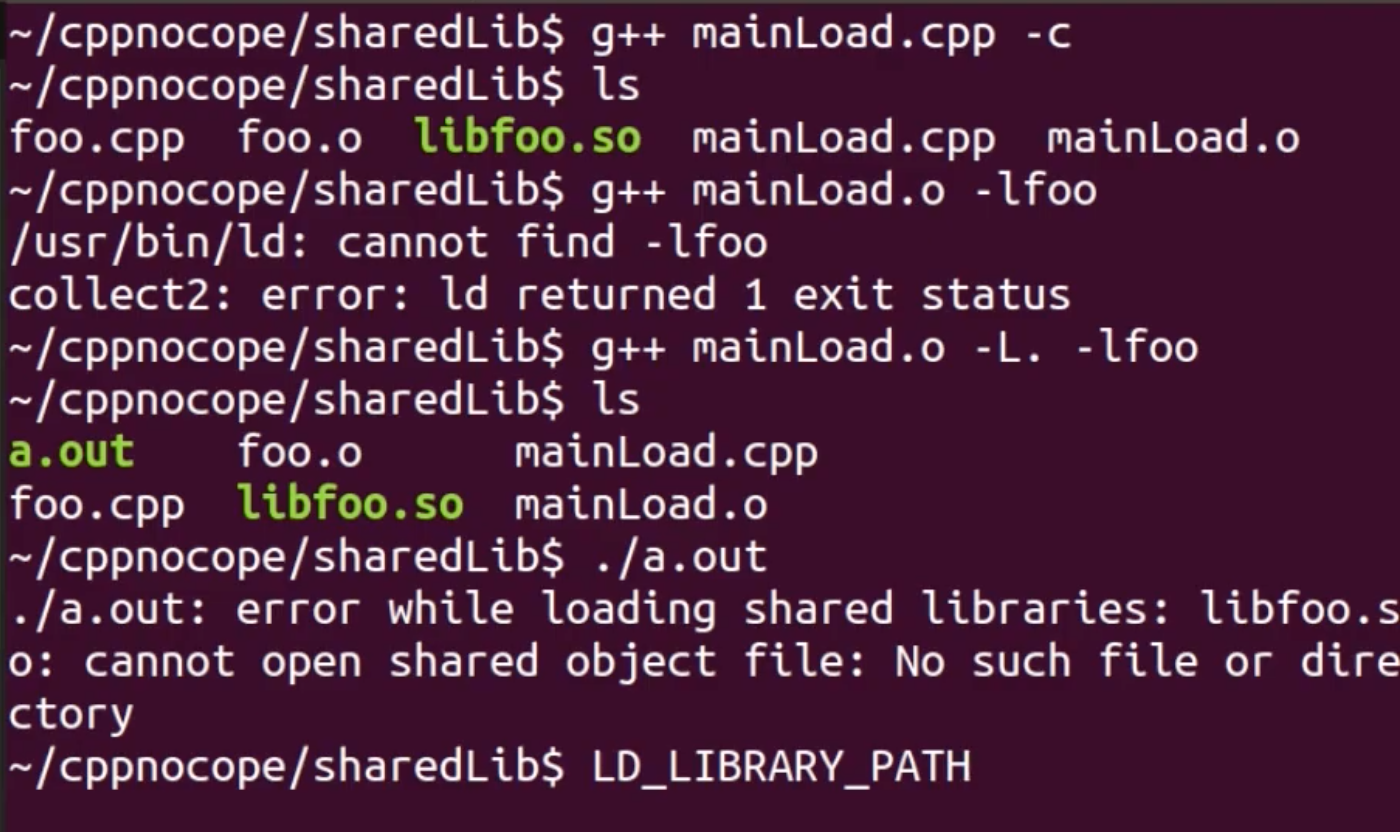 ~/cppnocope/sharedLib$ g++ mainLoad.cpp -c
~/cppnocope/sharedLib$ ls
foo.cpp  foo.o  libfoo.so  mainLoad.cpp  mainLoad.o
~/cppnocope/sharedLib$ g++ mainLoad.o -lfoo
/usr/bin/ld: cannot find -lfoo
collect2: error: ld returned 1 exit status
~/cppnocope/sharedLib$ g++ mainLoad.o -L. -lfoo
~/cppnocope/sharedLib$ ls
a.out    foo.o      mainLoad.cpp
foo.cpp  libfoo.so  mainLoad.o
~/cppnocope/sharedLib$ ./a.out
./a.out: error while loading shared libraries: libfoo.s
o: cannot open shared object file: No such file or dire
ctory
~/cppnocope/sharedLib$ LD_LIBRARY_PATH